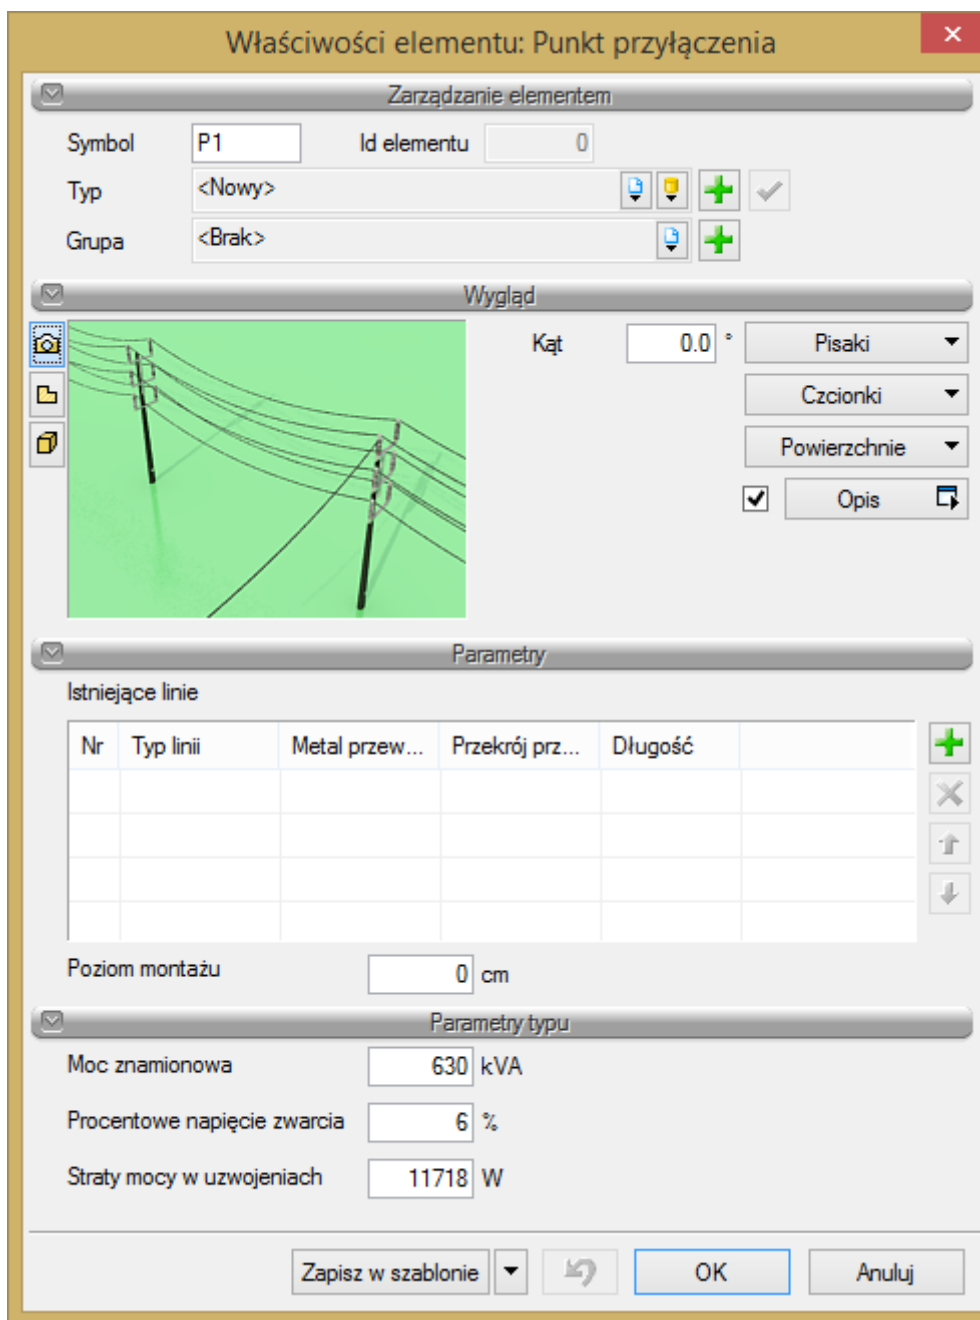 Właściwości elementu: Punkt przyłączenia
Zarządzanie elementem
Symbol P1 Id elementu 0
Typ <Nowy>
Grupa <Brak>
Wygląd
Kąt 0.0 ° Pisaki
Czcionki
Powierzchnie
Opis
Parametry
Istniejące linie
Nr Typ linii Metal przew... Przekrój prz... Długość
Poziom montażu 0 cm
Parametry typu
Moc znamionowa 630 kVA
Procentowe napięcie zwarcia 6 %
Straty mocy w uzwojeniach 11718 W
Zapisz w szablonie OK Anuluj